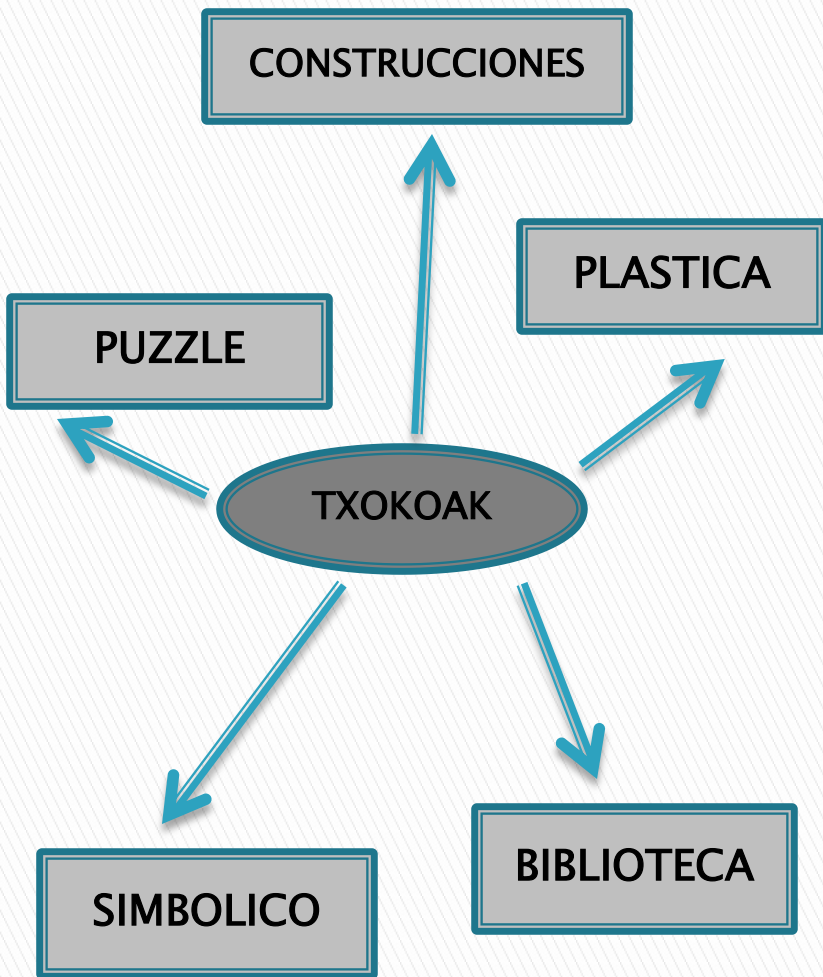 CONSTRUCCIONES
PLASTICA
PUZZLE
TXOKOAK
BIBLIOTECA
SIMBOLICO